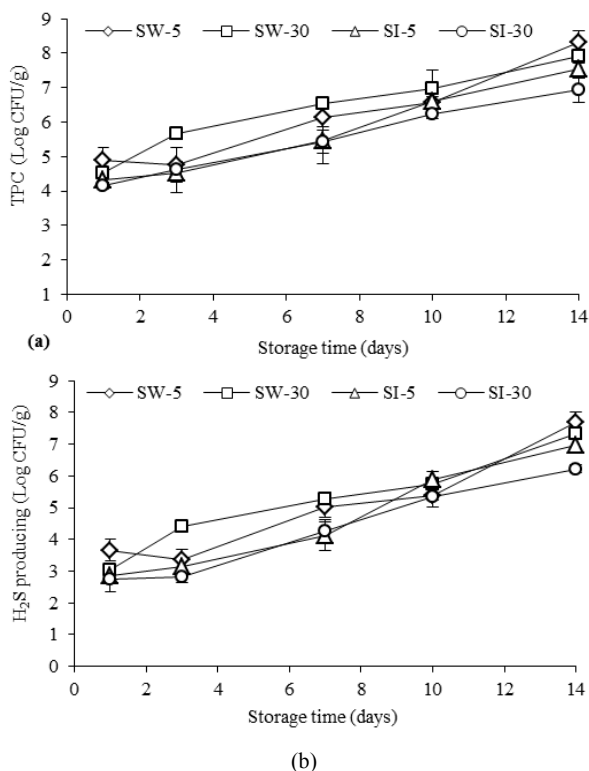 SW-5 SW-30 SI-5 SI-30
9
8
7
6
5
4
3
2
1
TPC (Log CFU/g)
0 2 4 6 8 10 12 14
(a)
Storage time (days)
SW-5 SW-30 SI-5 SI-30
9
8
7
6
5
4
3
2
1
0
H₂S producing (Log CFU/g)
0 2 4 6 8 10 12 14
Storage time (days)
(b)